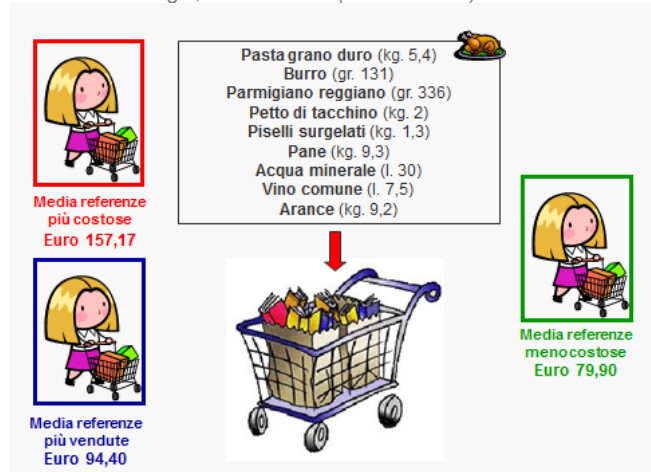 Pasta grano duro (kg. 5,4)
Burro (gr. 131)
Parmigiano reggiano (gr. 336)
Petto di tacchino (kg. 2)
Piselli surgelati (kg. 1,3)
Pane (kg. 9,3)
Acqua minerale (l. 30)
Vino comune (l. 7,5)
Arance (kg. 9,2)
Media referenze
più costose
Euro 157,17
Media referenze
più vendute
Euro 94,40
Media referenze
meno costose
Euro 79,90